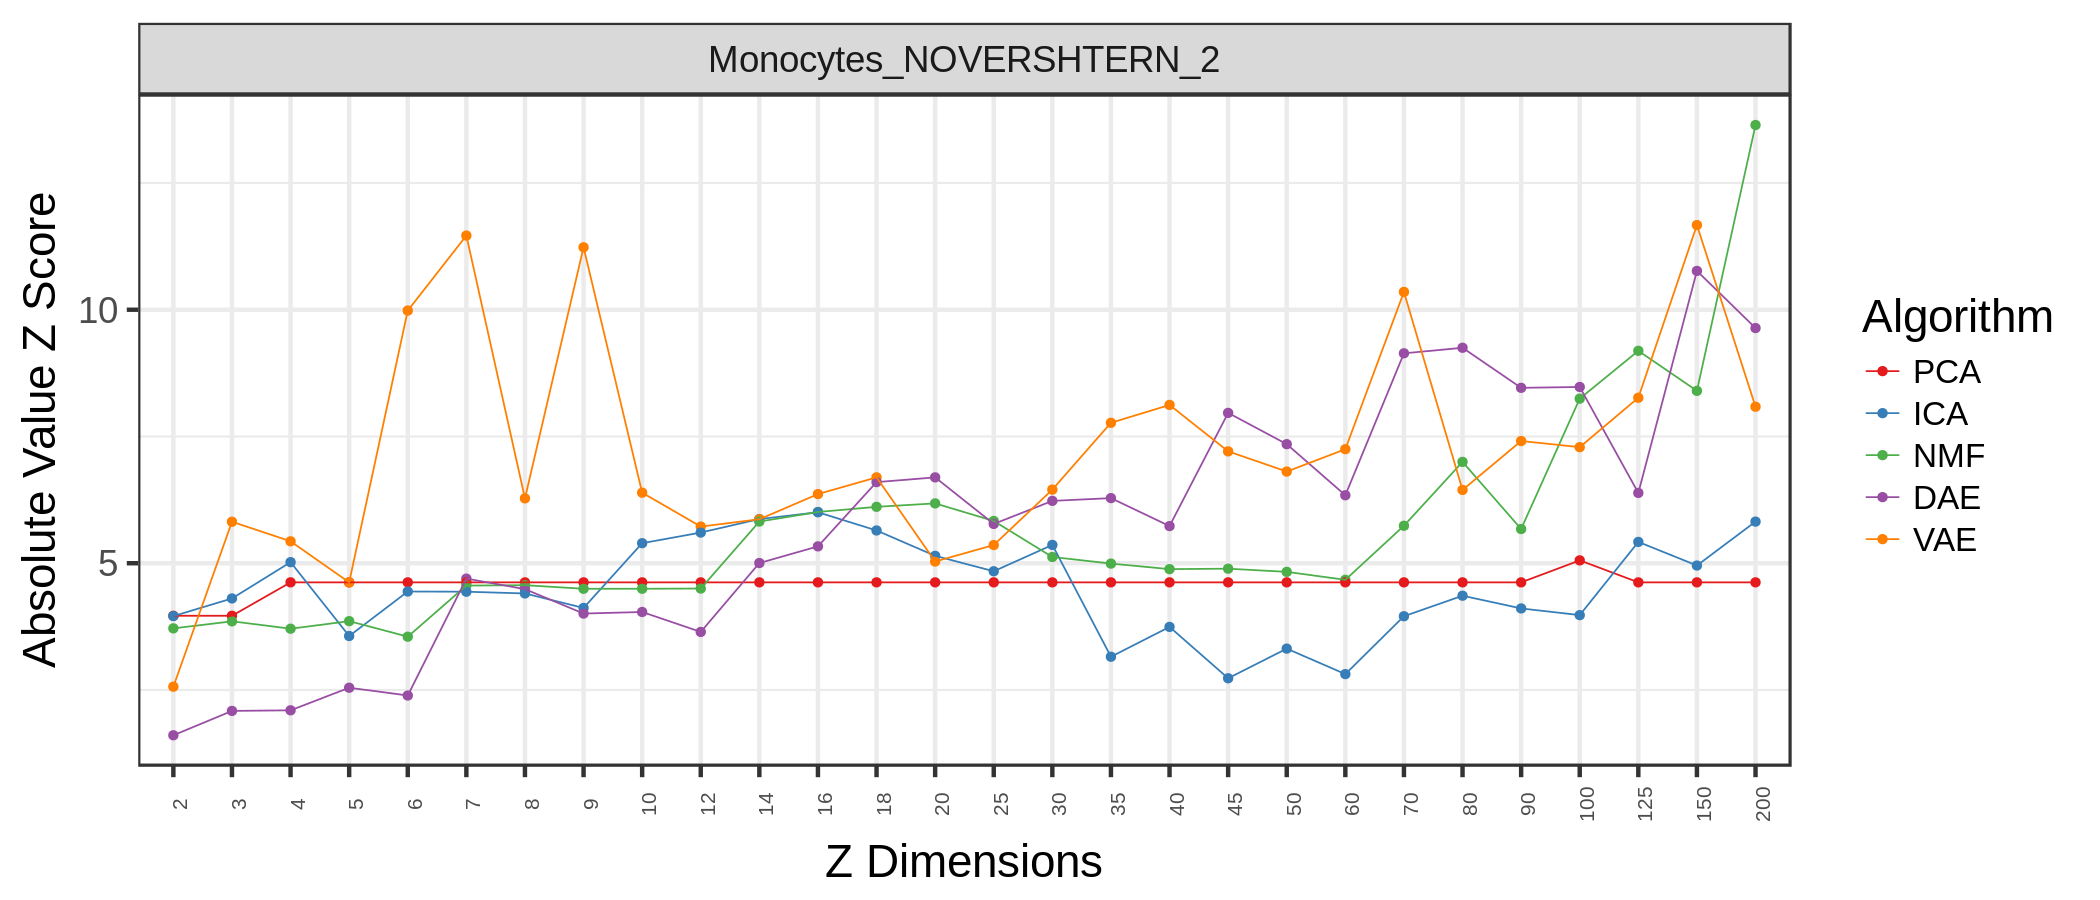 Monocytes_NOVERSHTERN_2
Absolute Value Z Score
10
5
2 3 4 5 6 7 8 9 10 12 14 16 18 20 25 30 35 40 45 50 60 70 80 90 100 125 150 200
Z Dimensions
Algorithm
PCA
ICA
NMF
DAE
VAE